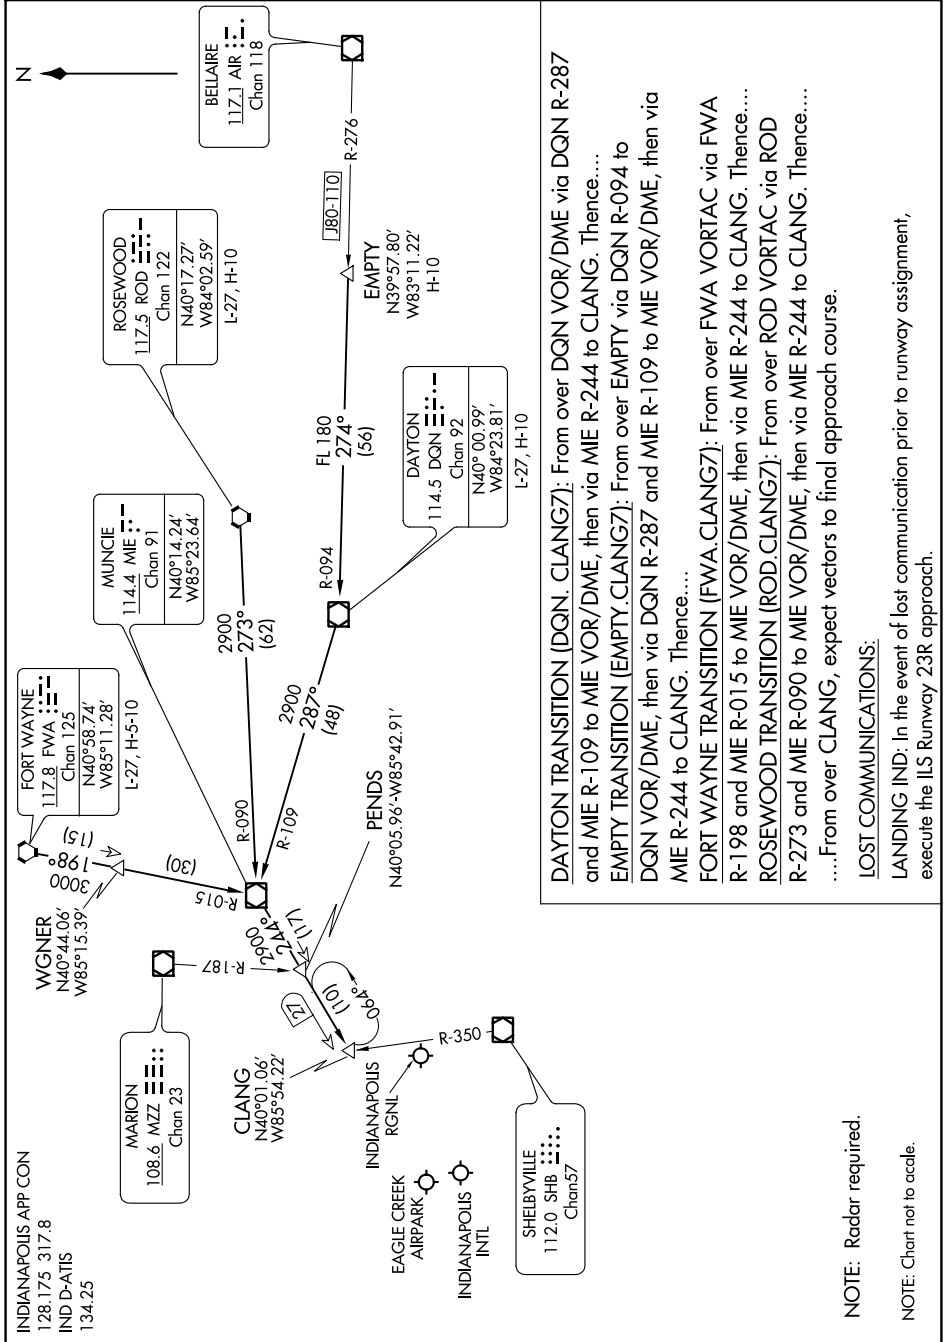 INDIANAPOLIS APP CON
128.175 317.8
IND D-ATIS
134.25
N
FORT WAYNE
117.8 FWA
Chan 125
N40°58.74'
W85°11.28'
L-27, H-5-10
(15)
198°
3000
WGNER
N40°44.06'
W85°15.39'
(30)
R-015
MUNCIE
114.4 MIE
Chan 91
N40°14.24'
W85°23.64'
ROSEWOOD
117.5 ROD
Chan 122
N40°17.27'
W84°02.59'
L-27, H-10
BELLAIRE
117.1 AIR
Chan 118
R-276
J80-110
EMPTY
N39°57.80'
W83°11.22'
H-10
FL 180
274°
(56)
R-094
DAYTON
114.5 DQN
Chan 92
N40° 00.99'
W84°23.81'
L-27, H-10
2900
273°
(62)
R-090
2900
287°
(48)
R-109
MARION
108.6 MZZ
Chan 23
R-187
2600
244°
(17)
PENDS
N40°05.96'-W85°42.91'
27
(10)
064°
CLANG
N40°01.06'
W85°54.22'
R-350
INDIANAPOLIS
RGNL
EAGLE CREEK
AIRPARK
INDIANAPOLIS
INTL
SHELBYVILLE
112.0 SHB
Chan57
DAYTON TRANSITION (DQN. CLANG7): From over DQN VOR/DME via DQN R-287
and MIE R-109 to MIE VOR/DME, then via MIE R-244 to CLANG. Thence....
EMPTY TRANSITION (EMPTY.CLANG7): From over EMPTY via DQN R-094 to
DQN VOR/DME, then via DQN R-287 and MIE R-109 to MIE VOR/DME, then via
MIE R-244 to CLANG. Thence....
FORT WAYNE TRANSITION (FWA.CLANG7): From over FWA VORTAC via FWA
R-198 and MIE R-015 to MIE VOR/DME, then via MIE R-244 to CLANG. Thence....
ROSEWOOD TRANSITION (ROD.CLANG7): From over ROD VORTAC via ROD
R-273 and MIE R-090 to MIE VOR/DME, then via MIE R-244 to CLANG. Thence....
....From over CLANG, expect vectors to final approach course.
LOST COMMUNICATIONS:
LANDING IND: In the event of lost communication prior to runway assignment,
execute the ILS Runway 23R approach.
NOTE: Radar required.
NOTE: Chart not to acale.